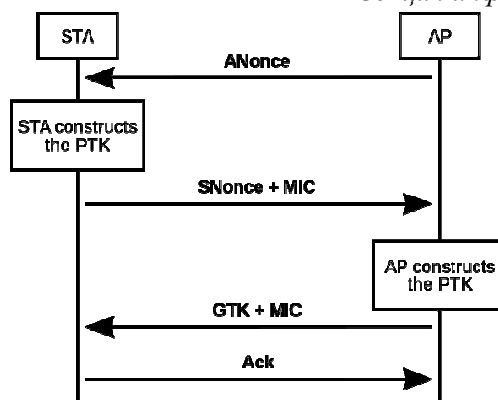 STA
AP
ANonce
STA constructs
the PTK
SNonce + MIC
AP constructs
the PTK
GTK + MIC
Ack